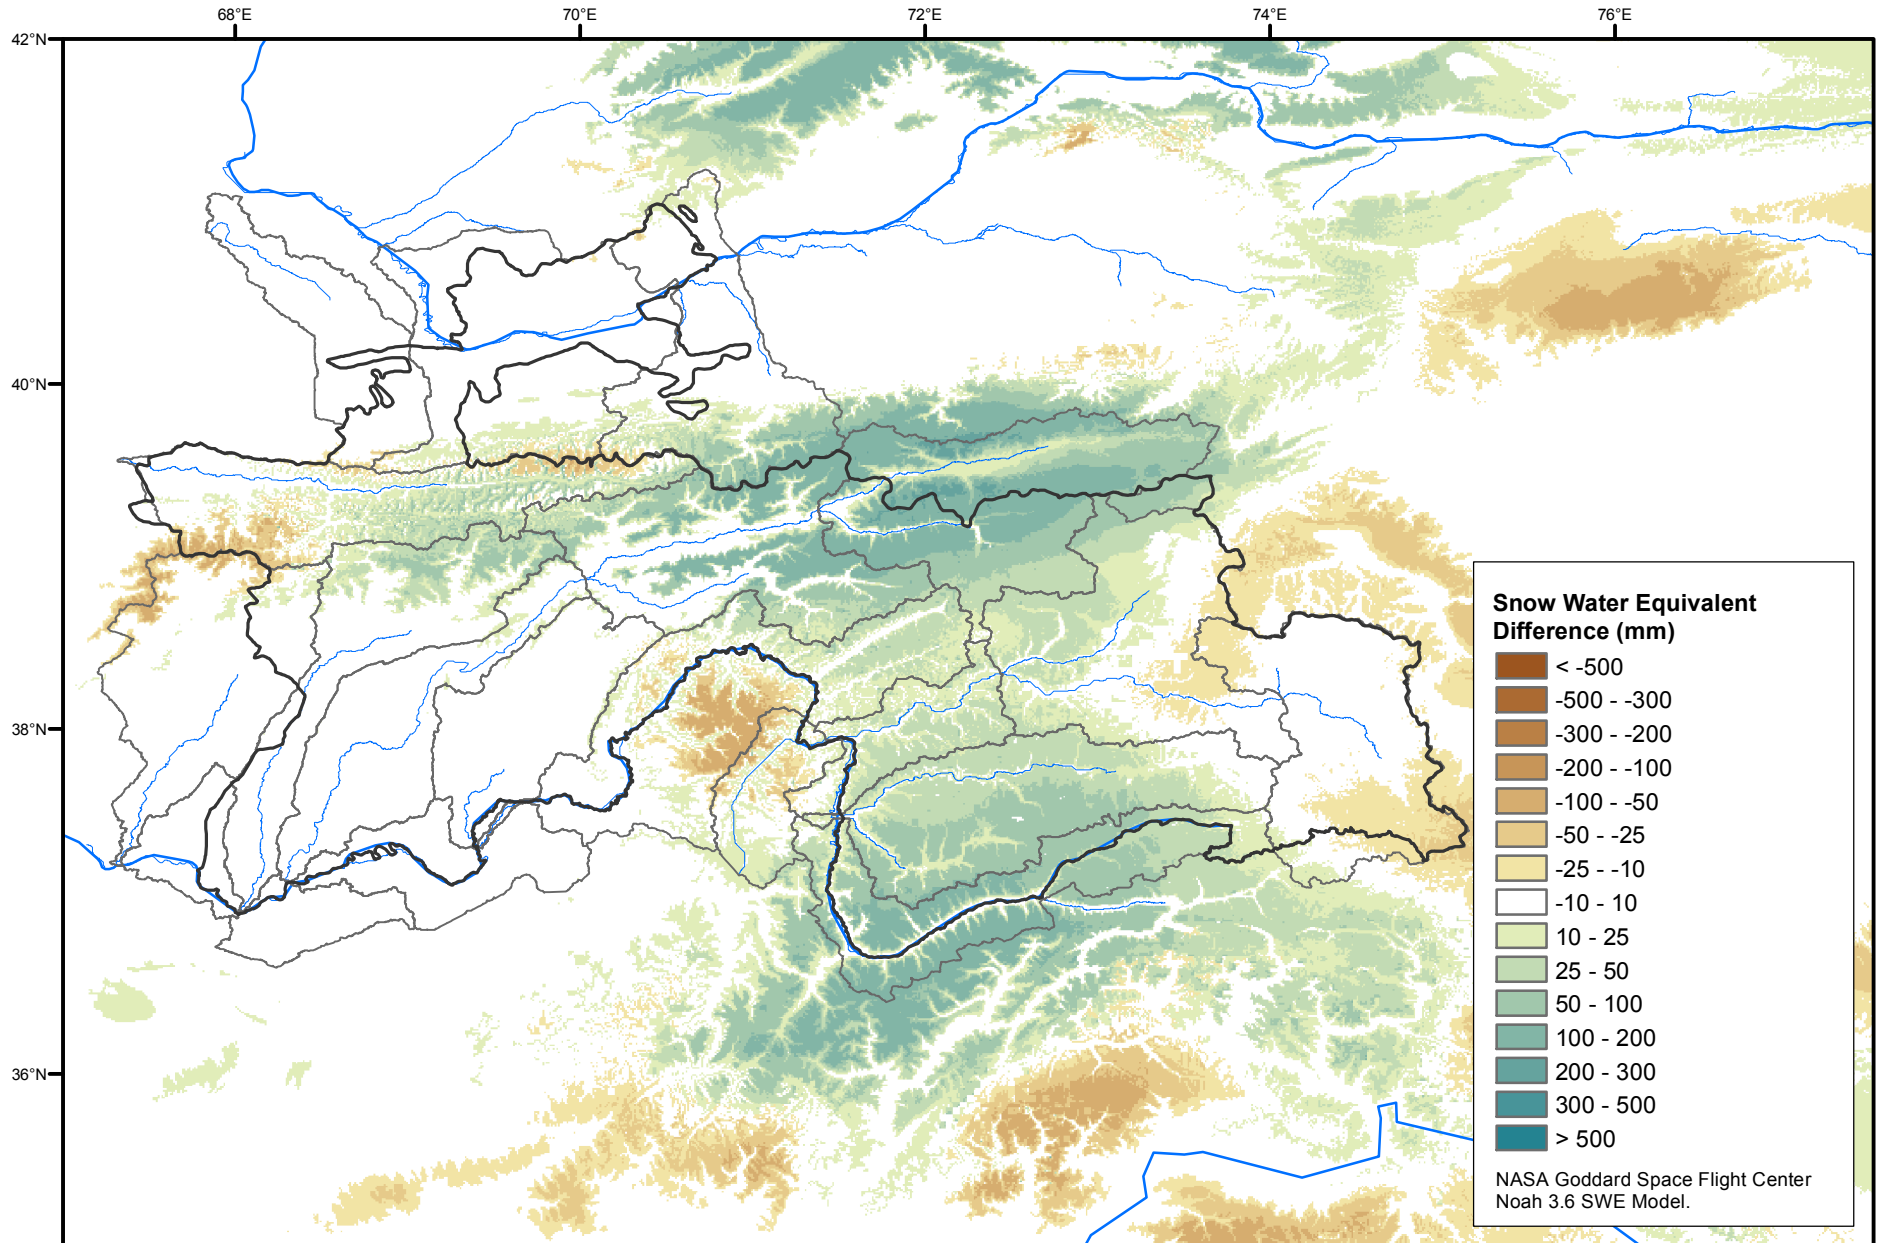 68°E 70°E 72°E 74°E 76°E
42°N
40°N
38°N
36°N
Snow Water Equivalent
Difference (mm)
< -500
-500 - -300
-300 - -200
-200 - -100
-100 - -50
-50 - -25
-25 - -10
-10 - 10
10 - 25
25 - 50
50 - 100
100 - 200
200 - 300
300 - 500
> 500
NASA Goddard Space Flight Center
Noah 3.6 SWE Model.